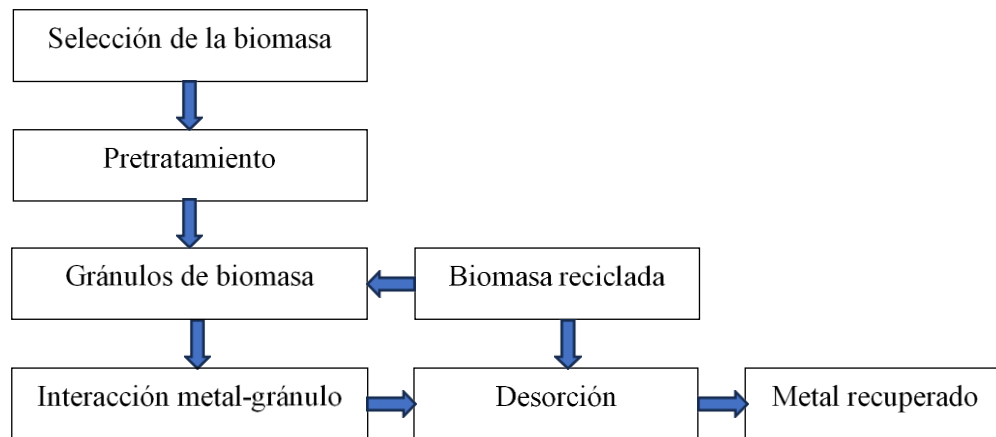 Selección de la biomasa
Pretratamiento
Gránulos de biomasa
Biomasa reciclada
Interacción metal-gránulo
Desorción
Metal recuperado